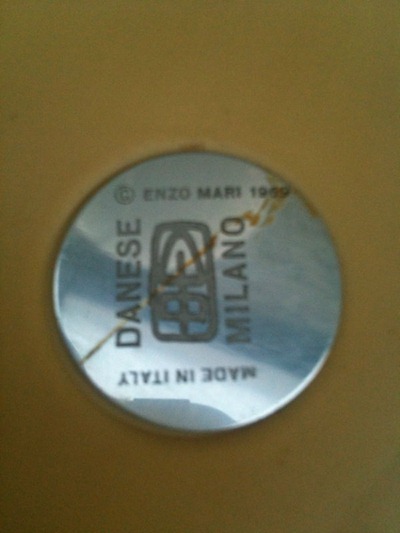 © ENZO MARI 1969
DANESE
MILANO
MADE IN ITALY